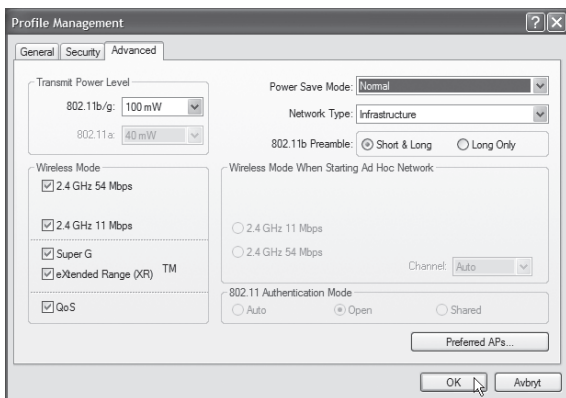 Profile Management
General Security Advanced
Transmit Power Level
802.11b/g: 100 mW
802.11a: 40 mW
Power Save Mode: Normal
Network Type: Infrastructure
802.11b Preamble: Short & Long Long Only
Wireless Mode
2.4 GHz 54 Mbps
2.4 GHz 11 Mbps
Super G
eXtended Range (XR) TM
QoS
Wireless Mode When Starting Ad Hoc Network
2.4 GHz 11 Mbps
2.4 GHz 54 Mbps
Channel: Auto
802.11 Authentication Mode
Auto Open Shared
Preferred APs...
OK Avbryt